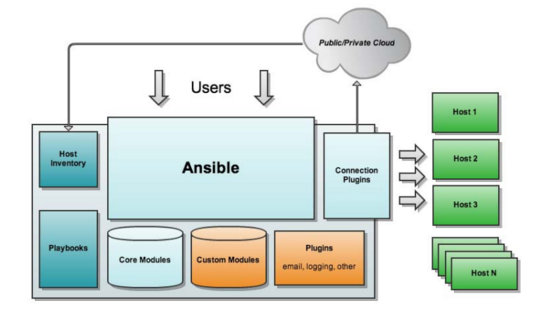 Public/Private Cloud
Users
Host
Inventory
Ansible
Connection
Plugins
Host 1
Host 2
Host 3
Host N
Playbooks
Core Modules
Custom Modules
Plugins
email, logging, other